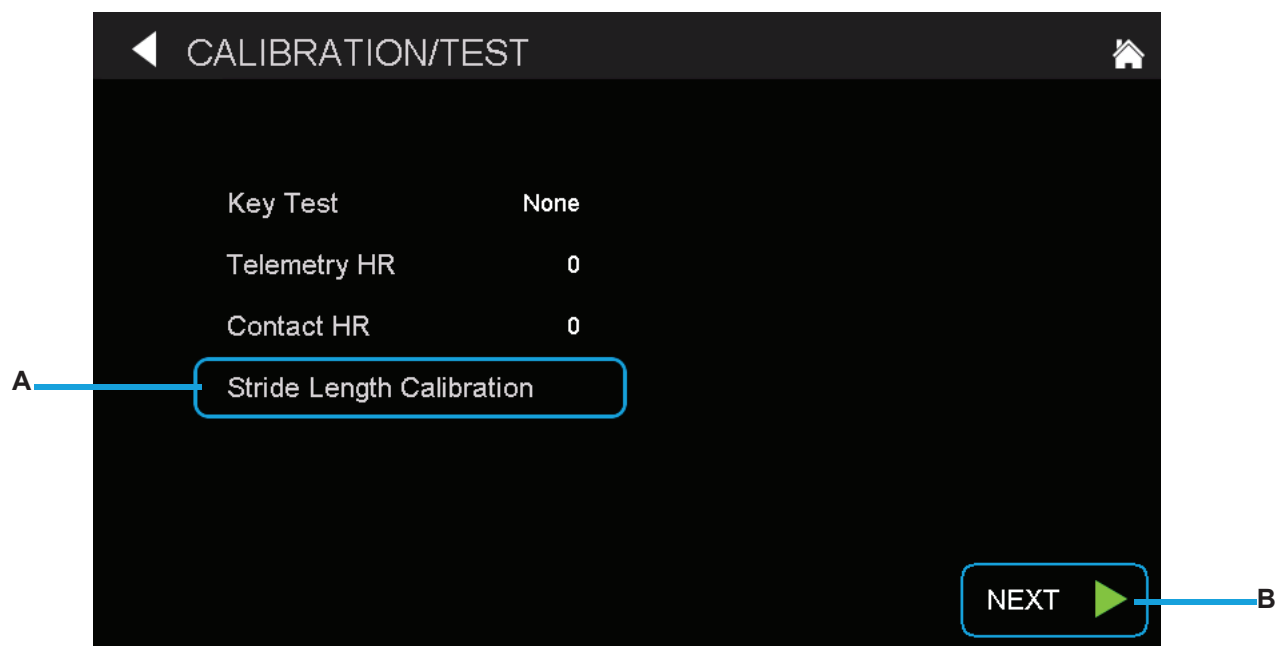 CALIBRATION/TEST
Key Test None
Telemetry HR 0
Contact HR 0
A Stride Length Calibration
NEXT B